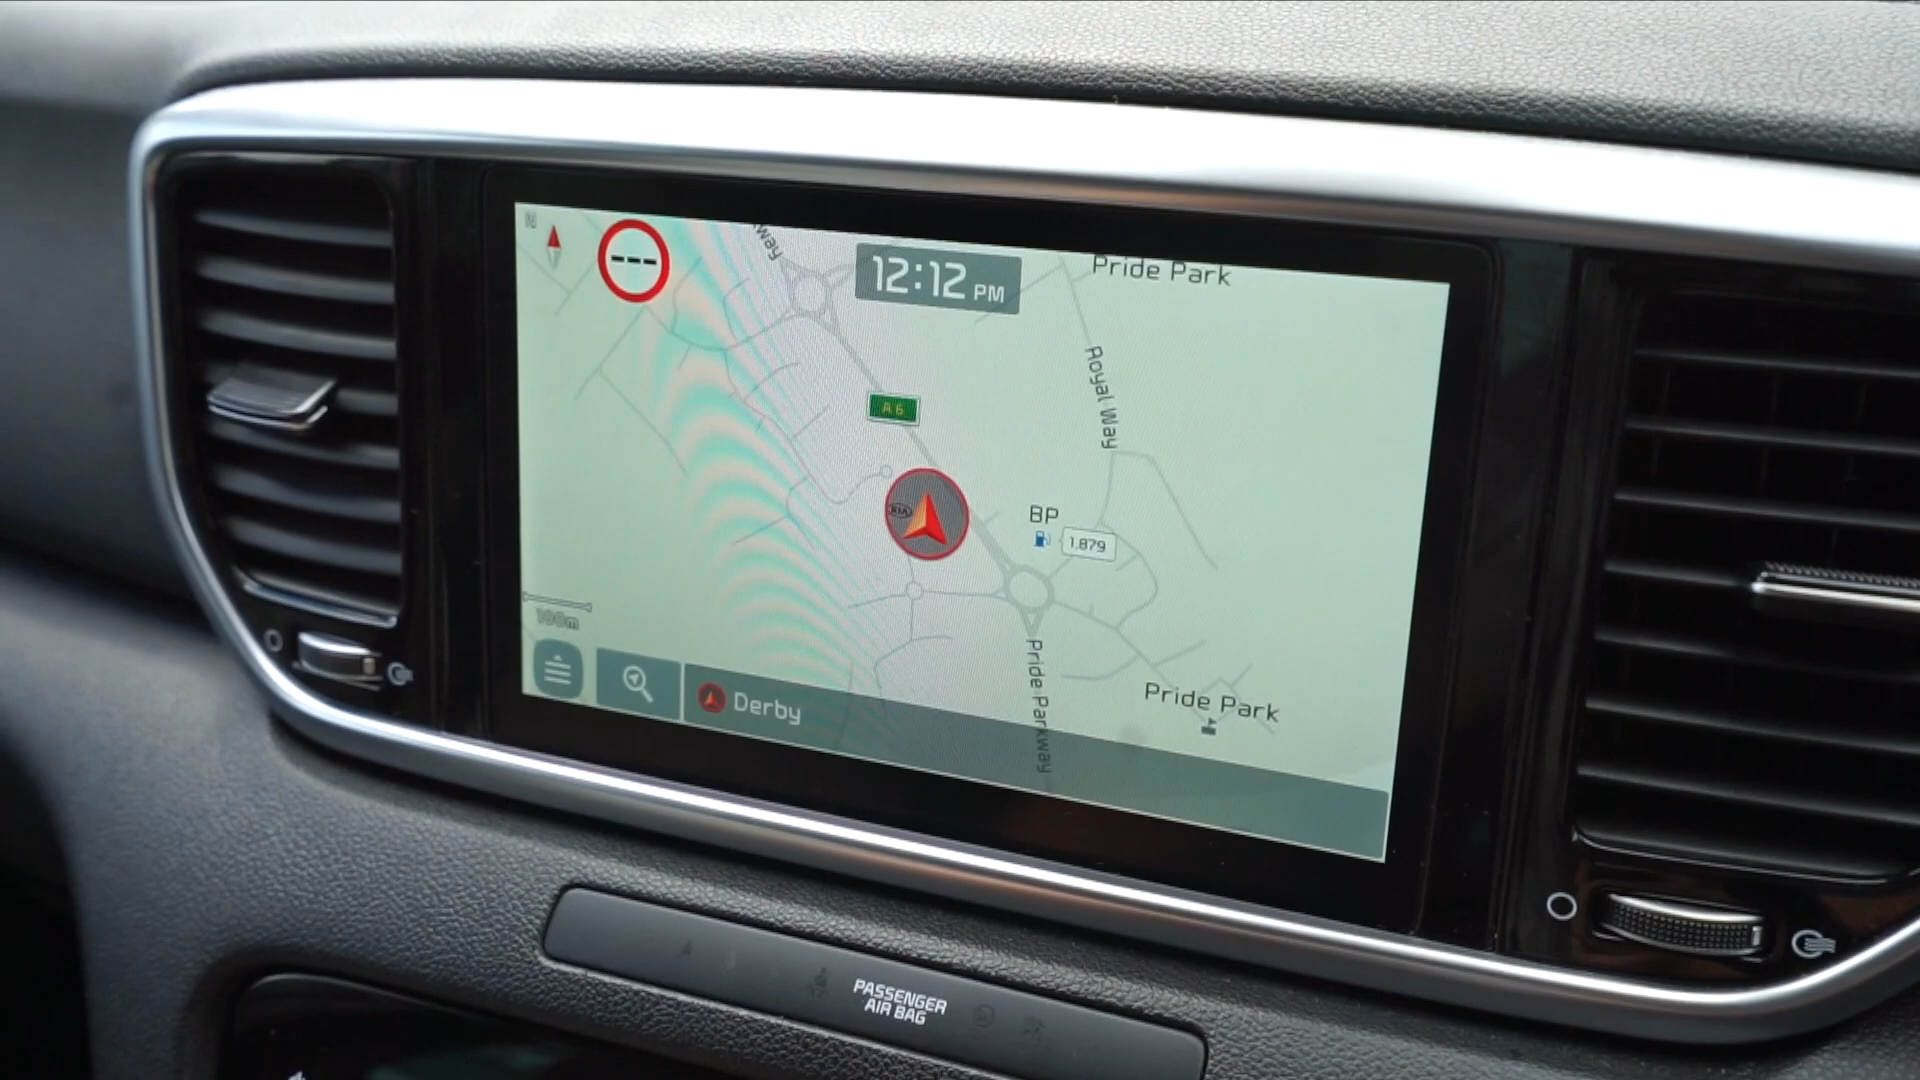 N
---
12:12 PM
Pride Park
Royal Way
A6
KIA
BP
1.879
100m
Pride Parkway
Pride Park
Derby
PASSENGER
AIR BAG